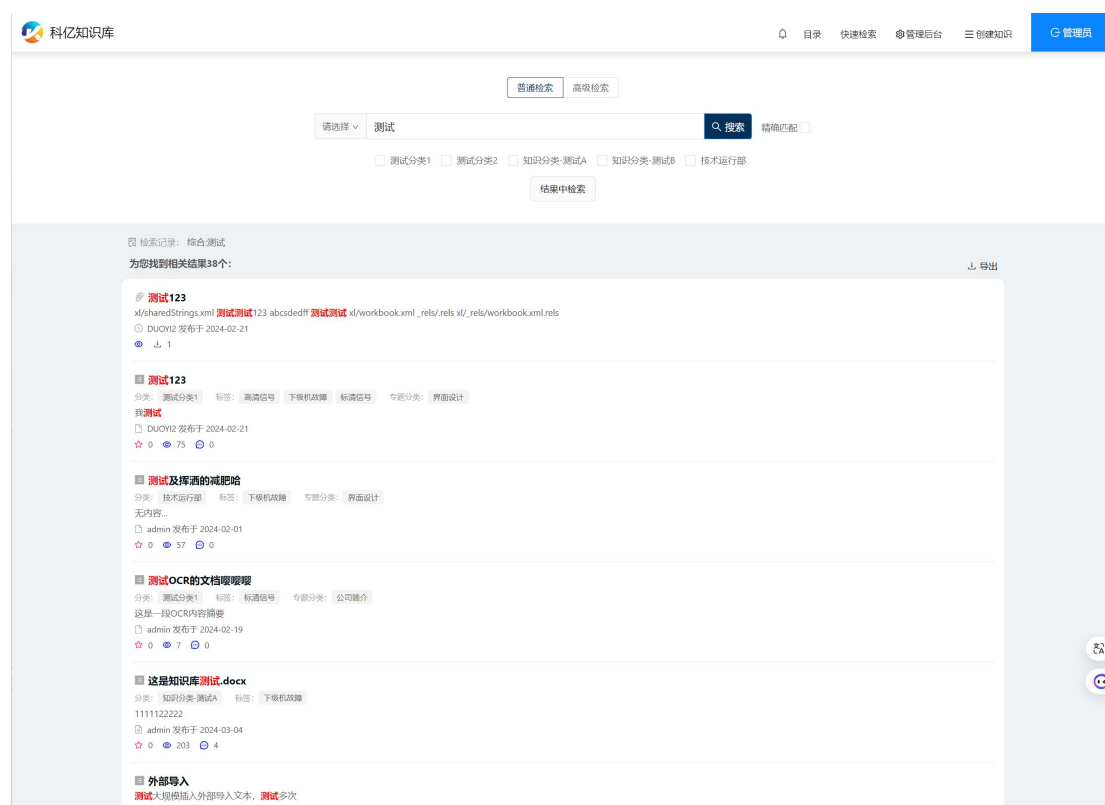 科亿知识库 目录 快速检索 管理后台 创建知识 管理员
普通检索 高级检索
请选择 测试 搜索 精确匹配
测试分类1 测试分类2 知识分类-测试A 知识分类-测试B 技术运行部
结果中检索
检索记录： 综合:测试
为您找到相关结果38个：
导出
测试123
xl/sharedStrings.xml 测试测试123 abcsdedff 测试测试 xl/workbook.xml _rels/.rels xl/_rels/workbook.xml.rels
DUOYI2 发布于 2024-02-21
1
测试123
分类： 测试分类1 标签： 高清信号 下级机故障 标清信号 专题分类： 界面设计
我测试
DUOYI2 发布于 2024-02-21
0 75 0
测试及挥洒的减肥哈
分类： 技术运行部 标签： 下级机故障 专题分类： 界面设计
无内容...
admin 发布于 2024-02-01
0 57 0
测试OCR的文档嘤嘤嘤
分类： 测试分类1 标签： 标清信号 专题分类： 公司简介
这是一段OCR内容摘要
admin 发布于 2024-02-19
0 7 0
这是知识库测试.docx
分类： 知识分类-测试A 标签： 下级机故障
1111122222
admin 发布于 2024-03-04
0 203 4
外部导入
测试大规模插入外部导入文本，测试多次